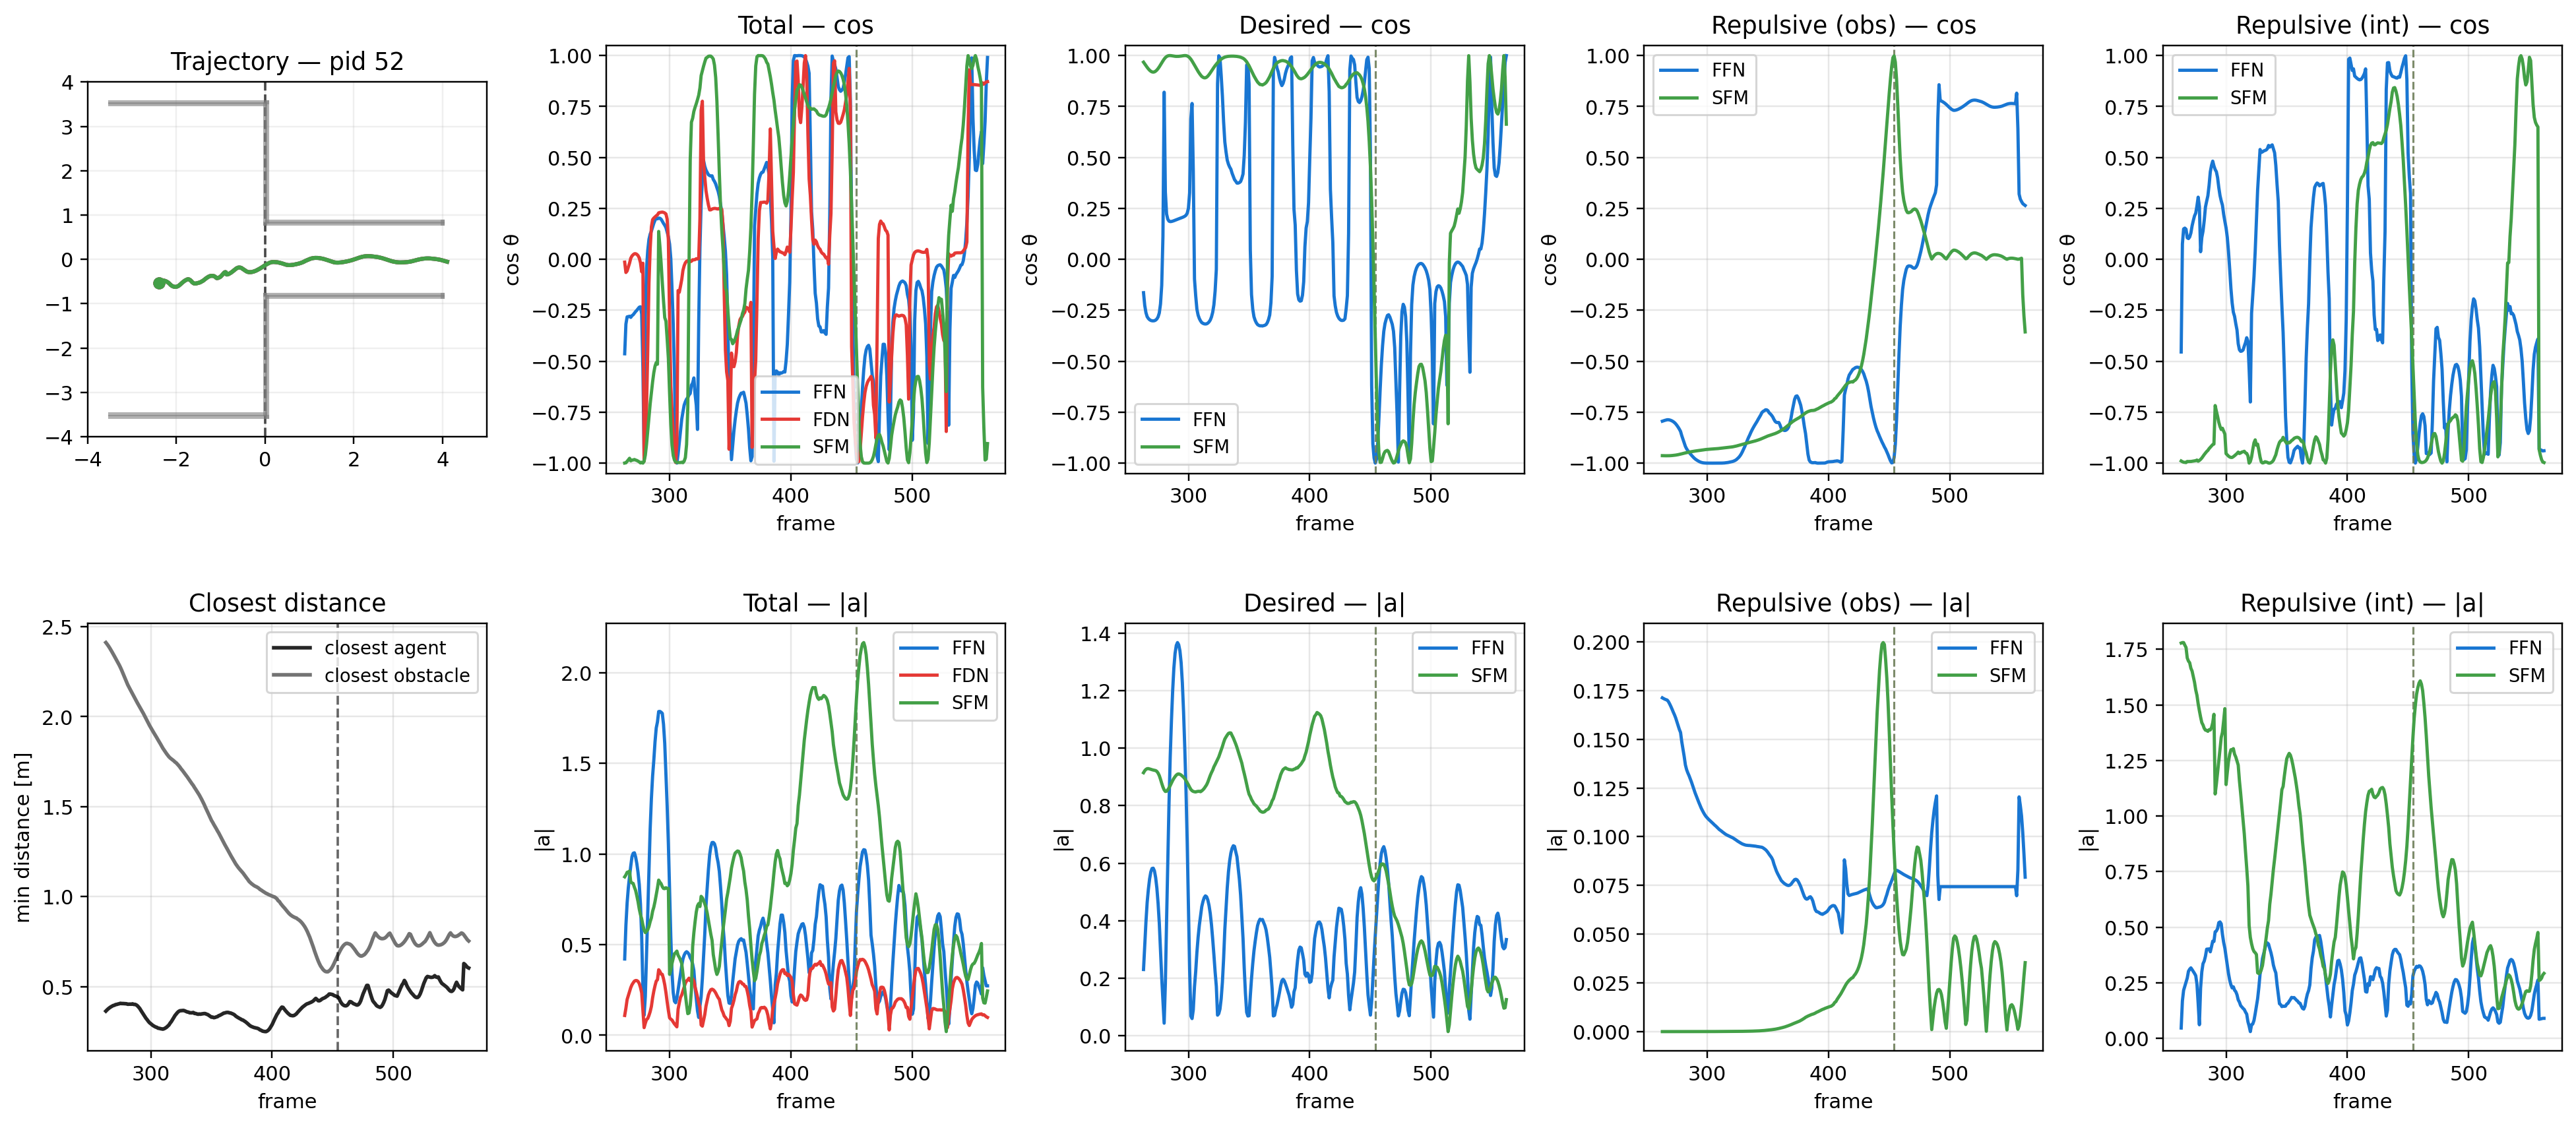 Trajectory — pid 52
4
3
2
1
0
−1
−2
−3
−4
−4
−2
0
2
4
Total — cos
cos θ
1.00
0.75
0.50
0.25
0.00
−0.25
−0.50
−0.75
−1.00
FFN
FDN
SFM
300
400
500
frame
Desired — cos
cos θ
1.00
0.75
0.50
0.25
0.00
−0.25
−0.50
−0.75
−1.00
FFN
SFM
300
400
500
frame
Repulsive (obs) — cos
cos θ
1.00
0.75
0.50
0.25
0.00
−0.25
−0.50
−0.75
−1.00
FFN
SFM
300
400
500
frame
Repulsive (int) — cos
cos θ
1.00
0.75
0.50
0.25
0.00
−0.25
−0.50
−0.75
−1.00
FFN
SFM
300
400
500
frame
Closest distance
min distance [m]
2.5
2.0
1.5
1.0
0.5
closest agent
closest obstacle
300
400
500
frame
Total — |a|
|a|
2.0
1.5
1.0
0.5
0.0
FFN
FDN
SFM
300
400
500
frame
Desired — |a|
|a|
1.4
1.2
1.0
0.8
0.6
0.4
0.2
0.0
FFN
SFM
300
400
500
frame
Repulsive (obs) — |a|
|a|
0.200
0.175
0.150
0.125
0.100
0.075
0.050
0.025
0.000
FFN
SFM
300
400
500
frame
Repulsive (int) — |a|
|a|
1.75
1.50
1.25
1.00
0.75
0.50
0.25
0.00
FFN
SFM
300
400
500
frame